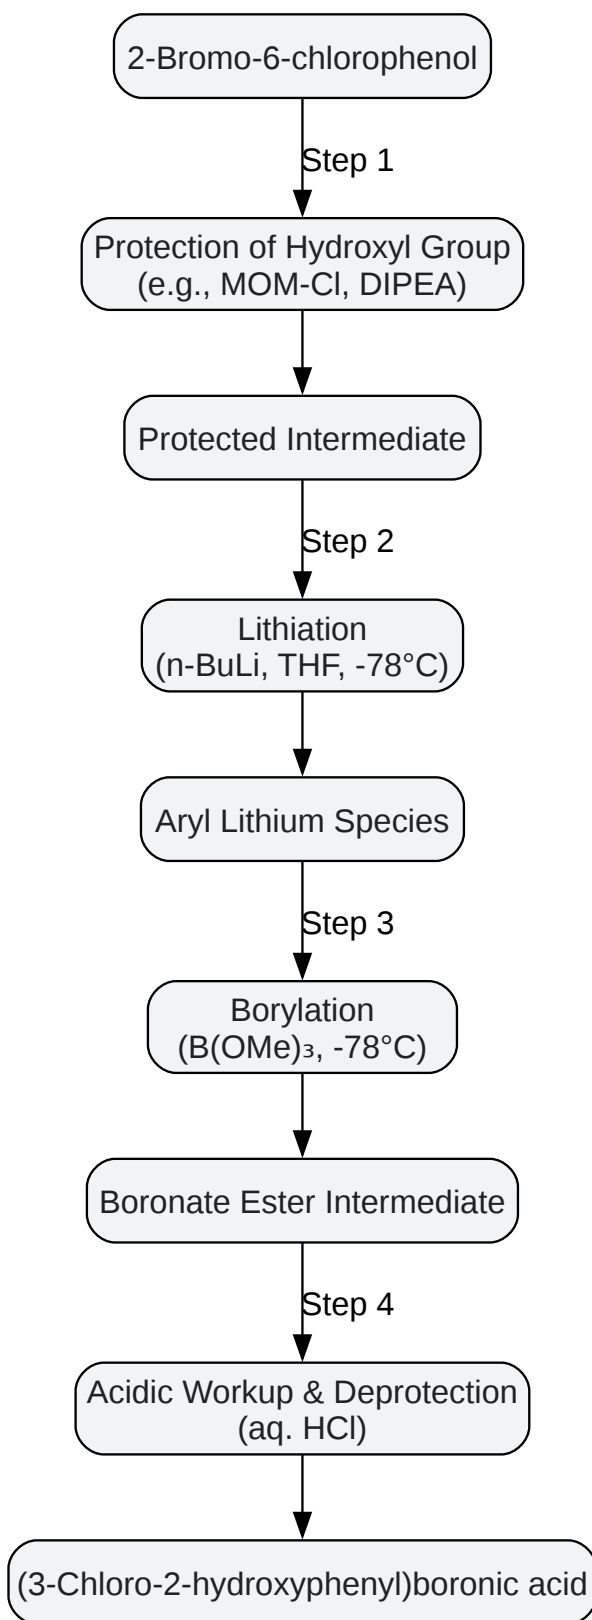 2-Bromo-6-chlorophenol
Step 1
Protection of Hydroxyl Group
(e.g., MOM-Cl, DIPEA)
Protected Intermediate
Step 2
Lithiation
(n-BuLi, THF, -78°C)
Aryl Lithium Species
Step 3
Borylation
(B(OMe)₃, -78°C)
Boronate Ester Intermediate
Step 4
Acidic Workup & Deprotection
(aq. HCl)
(3-Chloro-2-hydroxyphenyl)boronic acid